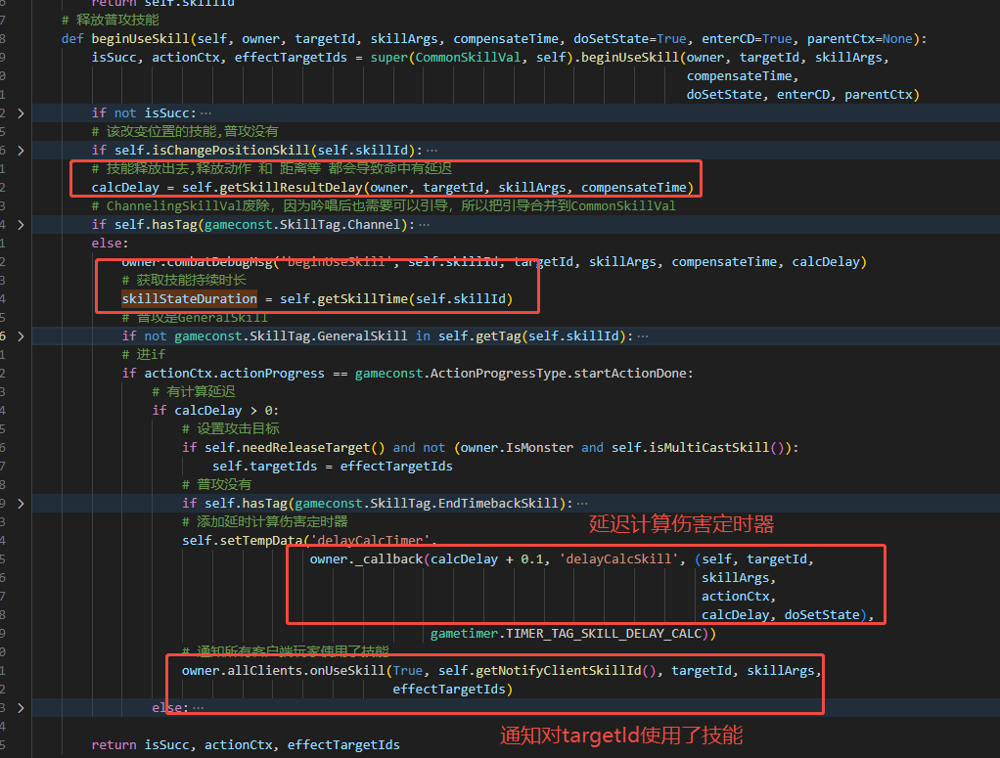 return self.skillId
# 释放普攻技能
def beginUseSkill(self, owner, targetId, skillArgs, compensateTime, doSetState=True, enterCD=True, parentCtx=None):
isSucc, actionCtx, effectTargetIds = super(CommonSkillVal, self).beginUseSkill(owner, targetId, skillArgs,
compensateTime,
doSetState, enterCD, parentCtx)
if not isSucc:…
# 该改变位置的技能,普攻没有
if self.isChangePositionSkill(self.skillId):…
# 技能释放出去,释放动作 和 距离等 都会导致命中有延迟
calcDelay = self.getSkillResultDelay(owner, targetId, skillArgs, compensateTime)
# ChannelingSkillVal废除，因为吟唱后也需要可以引导，所以把引导合并到CommonSkillVal
if self.hasTag(gameconst.SkillTag.Channel):…
else:
owner.combatDebugMsg('beginUseSkill', self.skillId, targetId, skillArgs, compensateTime, calcDelay)
# 获取技能持续时长
skillStateDuration = self.getSkillTime(self.skillId)
# 普攻是GeneralSkill
if not gameconst.SkillTag.GeneralSkill in self.getTag(self.skillId):…
# 进if
if actionCtx.actionProgress == gameconst.ActionProgressType.startActionDone:
# 有计算延迟
if calcDelay > 0:
# 设置攻击目标
if self.needReleaseTarget() and not (owner.IsMonster and self.isMultiCastSkill()):
self.targetIds = effectTargetIds
# 普攻没有
if self.hasTag(gameconst.SkillTag.EndTimebackSkill):…
延迟计算伤害定时器
# 添加延时计算伤害定时器
self.setTempData('delayCalcTimer',
owner._callback(calcDelay + 0.1, 'delayCalcSkill', (self, targetId,
skillArgs,
actionCtx,
calcDelay, doSetState),
gametimer.TIMER_TAG_SKILL_DELAY_CALC))
# 通知所有客户端玩家使用了技能
owner.allClients.onUseSkill(True, self.getNotifyClientSkillId(), targetId, skillArgs,
effectTargetIds)
else:…
通知对targetId使用了技能
return isSucc, actionCtx, effectTargetIds